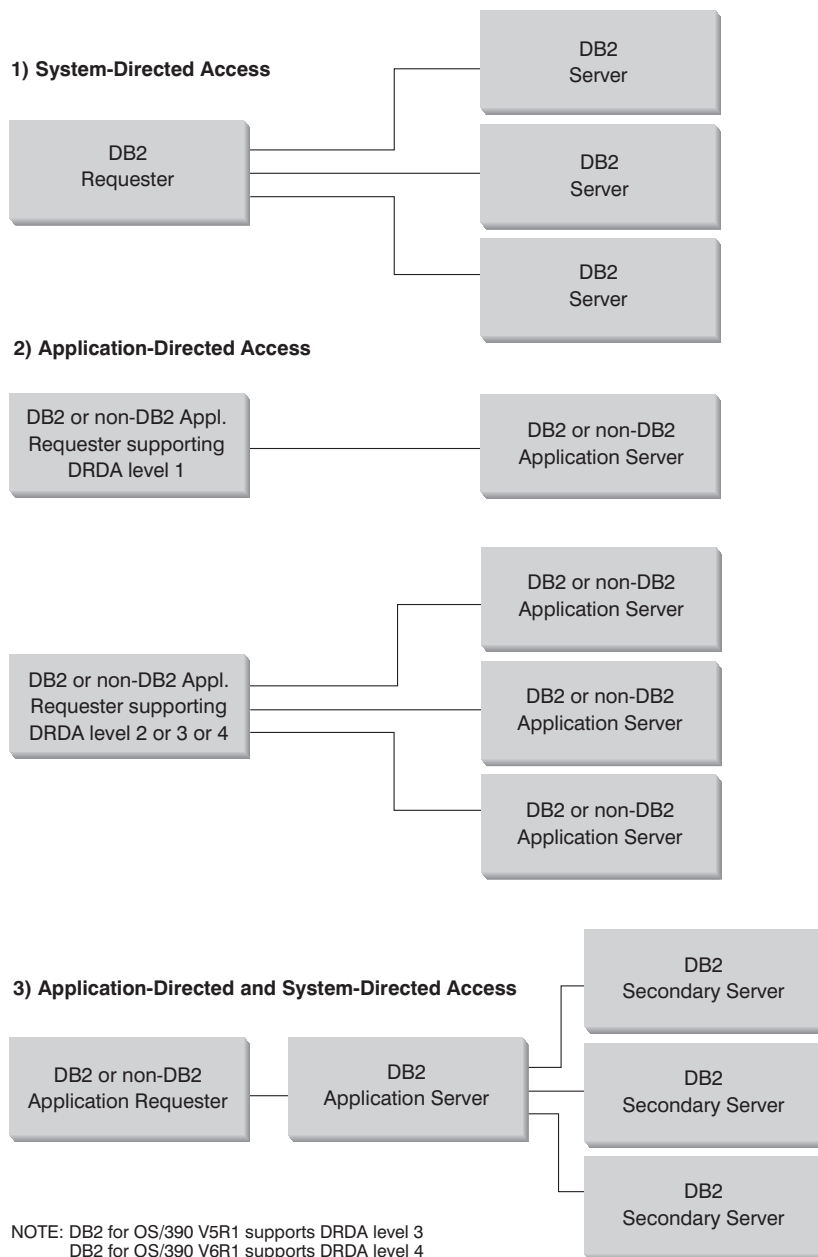 1) System-Directed Access
DB2
Requester
DB2
Server
DB2
Server
DB2
Server
2) Application-Directed Access
DB2 or non-DB2 Appl.
Requester supporting
DRDA level 1
DB2 or non-DB2
Application Server
DB2 or non-DB2 Appl.
Requester supporting
DRDA level 2 or 3 or 4
DB2 or non-DB2
Application Server
DB2 or non-DB2
Application Server
DB2 or non-DB2
Application Server
3) Application-Directed and System-Directed Access
DB2 or non-DB2
Application Requester
DB2
Application Server
DB2
Secondary Server
DB2
Secondary Server
DB2
Secondary Server
NOTE: DB2 for OS/390 V5R1 supports DRDA level 3
DB2 for OS/390 V6R1 supports DRDA level 4